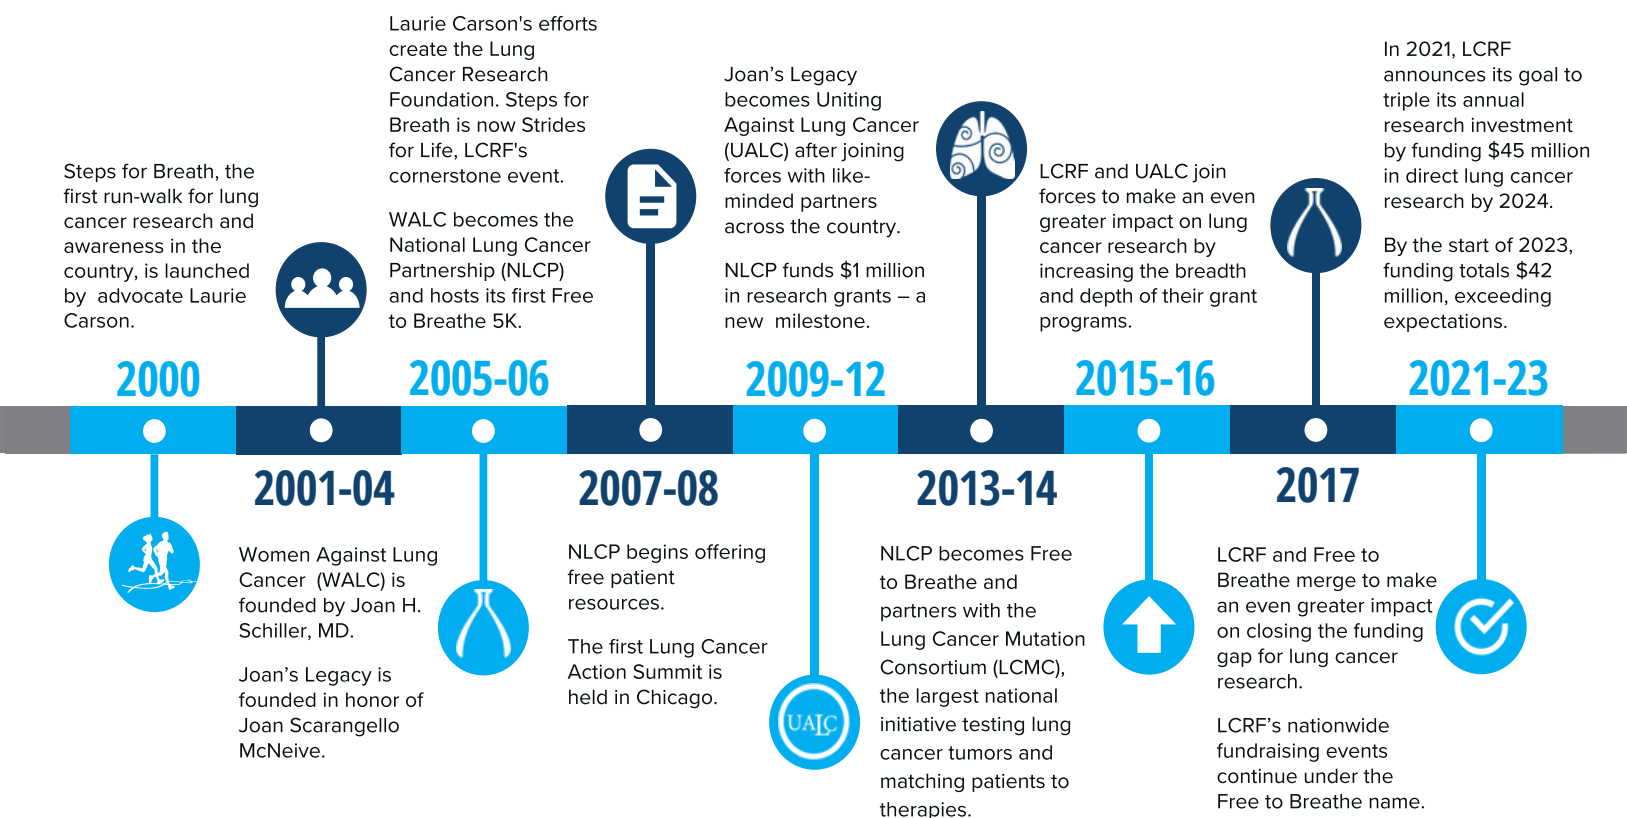 Steps for Breath, the
first run-walk for lung
cancer research and
awareness in the
country, is launched
by advocate Laurie
Carson.
2000
2001-04
Women Against Lung
Cancer (WALC) is
founded by Joan H.
Schiller, MD.
Joan’s Legacy is
founded in honor of
Joan Scarangello
McNeive.
Laurie Carson's efforts
create the Lung
Cancer Research
Foundation. Steps for
Breath is now Strides
for Life, LCRF's
cornerstone event.
WALC becomes the
National Lung Cancer
Partnership (NLCP)
and hosts its first Free
to Breathe 5K.
2005-06
2007-08
NLCP begins offering
free patient
resources.
The first Lung Cancer
Action Summit is
held in Chicago.
Joan’s Legacy
becomes Uniting
Against Lung Cancer
(UALC) after joining
forces with like-
minded partners
across the country.
NLCP funds $1 million
in research grants – a
new milestone.
2009-12
UALC
2013-14
NLCP becomes Free
to Breathe and
partners with the
Lung Cancer Mutation
Consortium (LCMC),
the largest national
initiative testing lung
cancer tumors and
matching patients to
therapies.
LCRF and UALC join
forces to make an even
greater impact on lung
cancer research by
increasing the breadth
and depth of their grant
programs.
2015-16
2017
LCRF and Free to
Breathe merge to make
an even greater impact
on closing the funding
gap for lung cancer
research.
LCRF’s nationwide
fundraising events
continue under the
Free to Breathe name.
In 2021, LCRF
announces its goal to
triple its annual
research investment
by funding $45 million
in direct lung cancer
research by 2024.
By the start of 2023,
funding totals $42
million, exceeding
expectations.
2021-23